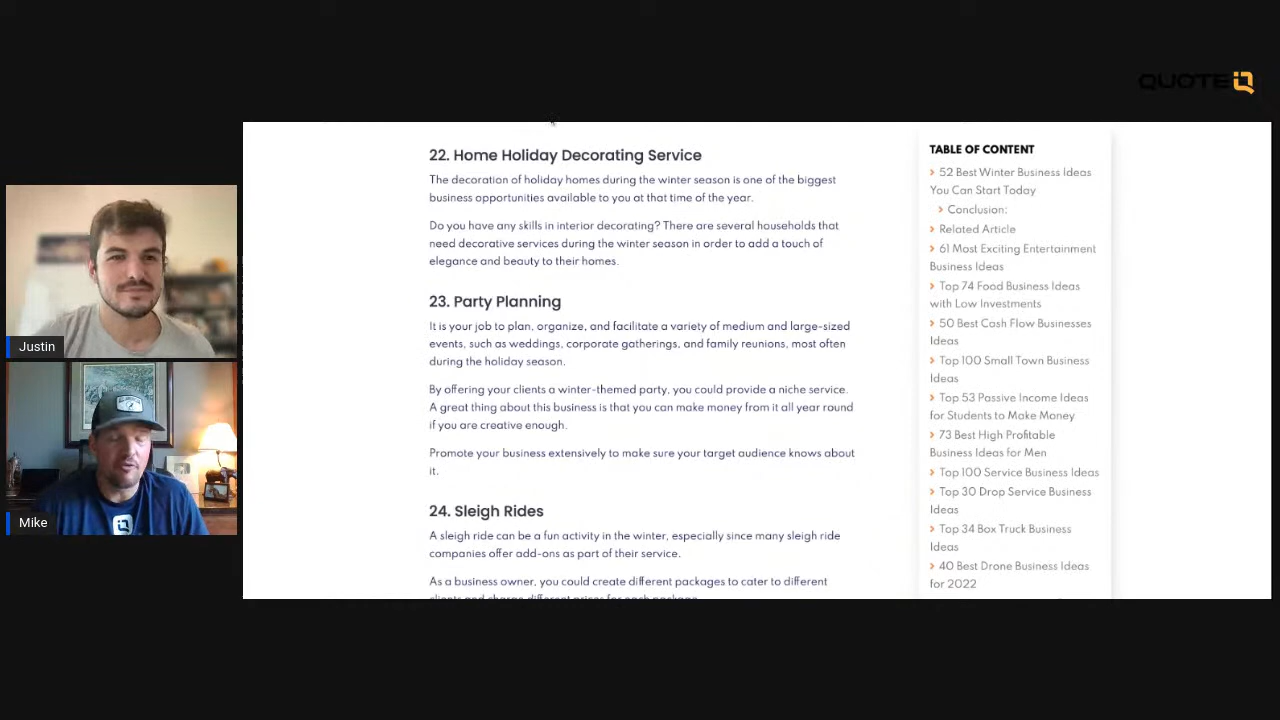 QUOTE
Justin
Mike
22. Home Holiday Decorating Service
The decoration of holiday homes during the winter season is one of the biggest
business opportunities available to you at that time of the year.
Do you have any skills in interior decorating? There are several households that
need decorative services during the winter season in order to add a touch of
elegance and beauty to their homes.
23. Party Planning
It is your job to plan, organize, and facilitate a variety of medium and large-sized
events, such as weddings, corporate gatherings, and family reunions, most often
during the holiday season.
By offering your clients a winter-themed party, you could provide a niche service.
A great thing about this business is that you can make money from it all year round
if you are creative enough.
Promote your business extensively to make sure your target audience knows about
it.
24. Sleigh Rides
A sleigh ride can be a fun activity in the winter, especially since many sleigh ride
companies offer add-ons as part of their service.
As a business owner, you could create different packages to cater to different
clients and charge different prices for each package
TABLE OF CONTENT
52 Best Winter Business Ideas
You Can Start Today
Conclusion:
Related Article
61 Most Exciting Entertainment
Business Ideas
Top 74 Food Business Ideas
with Low Investments
50 Best Cash Flow Businesses
Ideas
Top 100 Small Town Business
Ideas
Top 53 Passive Income Ideas
for Students to Make Money
73 Best High Profitable
Business Ideas for Men
Top 100 Service Business Ideas
Top 30 Drop Service Business
Ideas
Top 34 Box Truck Business
Ideas
40 Best Drone Business Ideas
for 2022